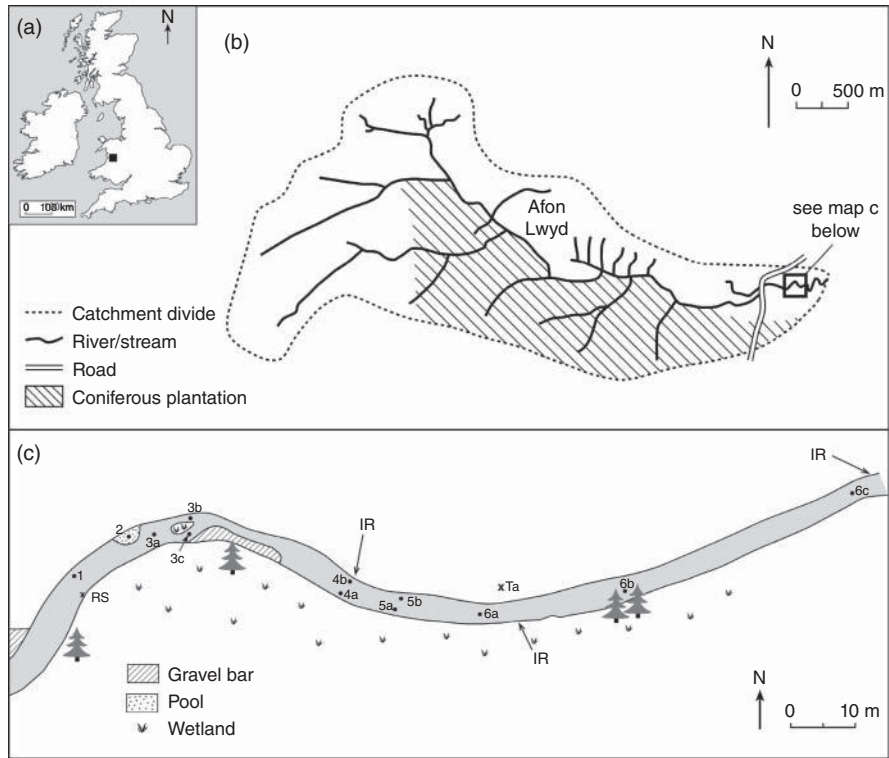 (a)
N
0 100 km
(b)
N
0 500 m
Afon
Lwyd
see map c
below
Catchment divide
River/stream
Road
Coniferous plantation
(c)
IR
6c
3b
2
3a
3c
IR
1
RS
4b
4a
5a
5b
Ta
6a
6b
IR
Gravel bar
Pool
Wetland
N
0 10 m